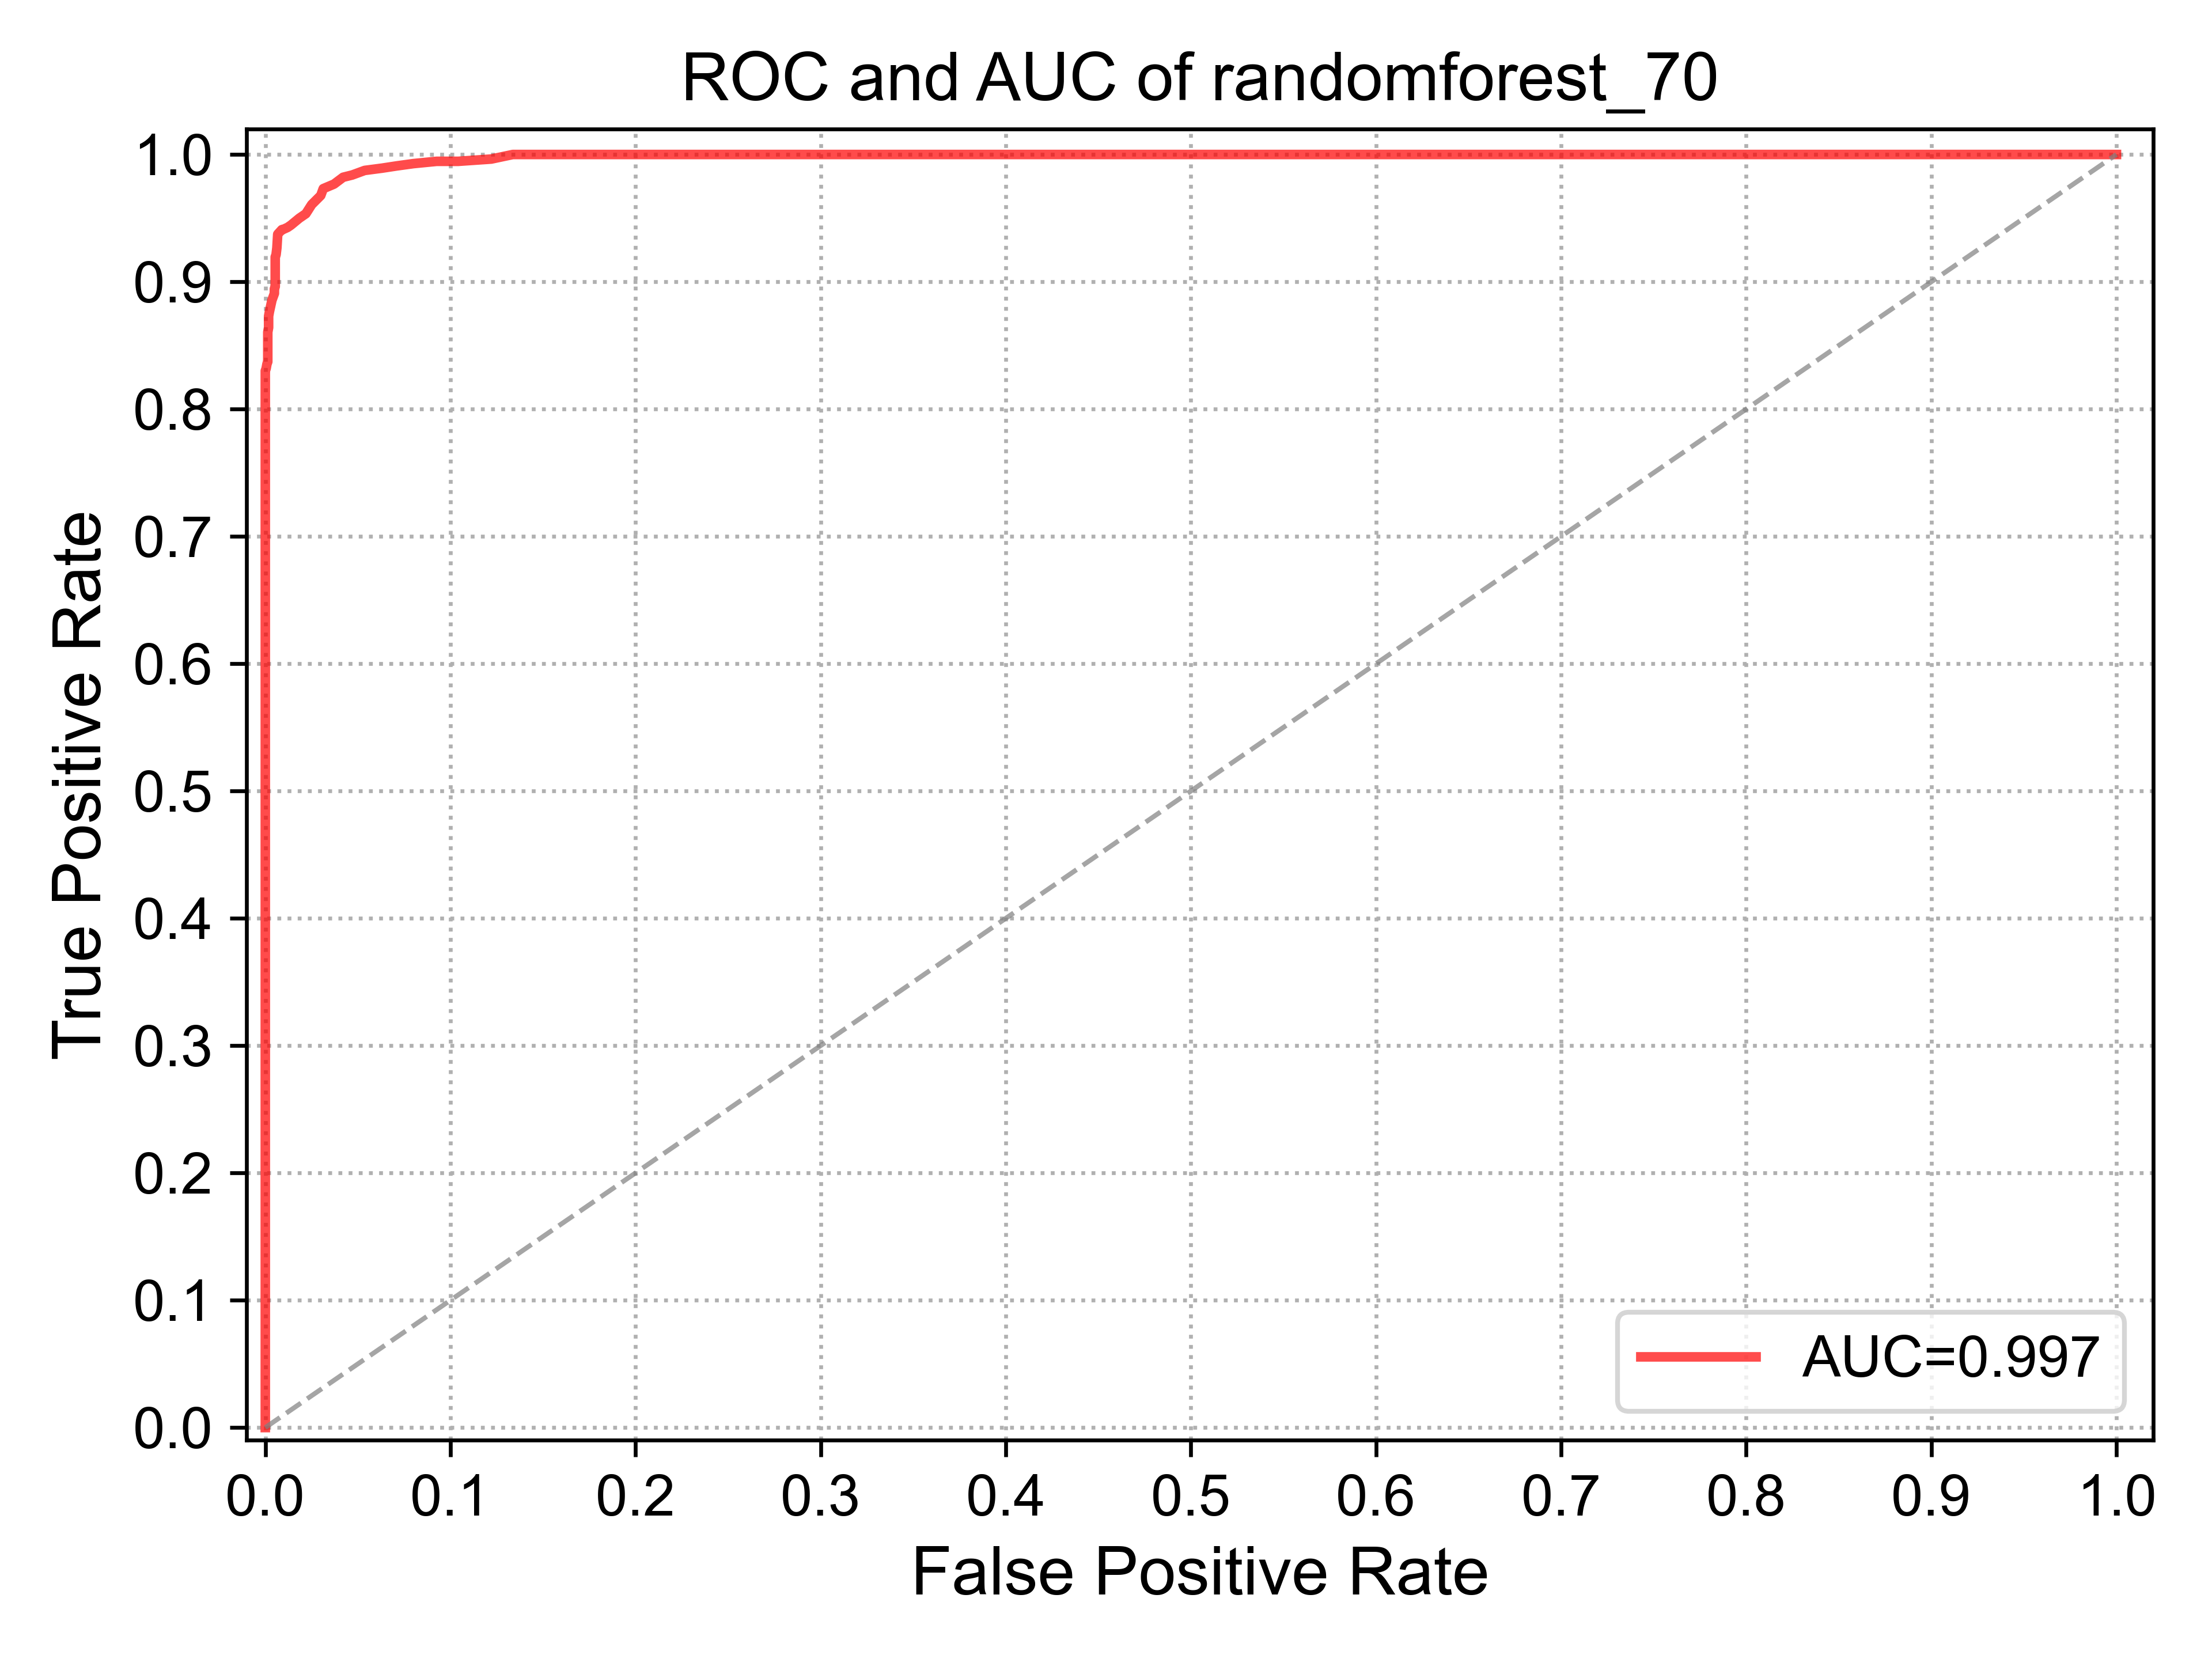 ROC and AUC of randomforest_70
True Positive Rate
1.0
0.9
0.8
0.7
0.6
0.5
0.4
0.3
0.2
0.1
0.0
AUC=0.997
0.0 0.1 0.2 0.3 0.4 0.5 0.6 0.7 0.8 0.9 1.0
False Positive Rate